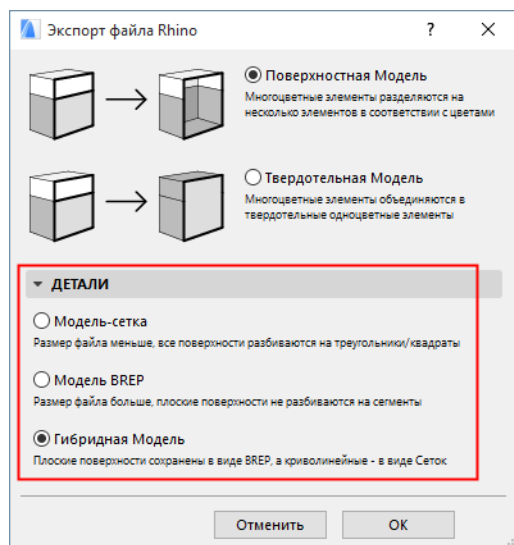 Экспорт файла Rhino
?
Поверхностная Модель
Многоцветные элементы разделяются на
несколько элементов в соответствии с цветами
Твердотельная Модель
Многоцветные элементы объединяются в
твердотельные одноцветные элементы
ДЕТАЛИ
Модель-сетка
Размер файла меньше, все поверхности разбиваются на треугольники/квадраты
Модель BREP
Размер файла больше, плоские поверхности не разбиваются на сегменты
Гибридная Модель
Плоские поверхности сохранены в виде BREP, а криволинейные - в виде Сеток
Отменить
ОК